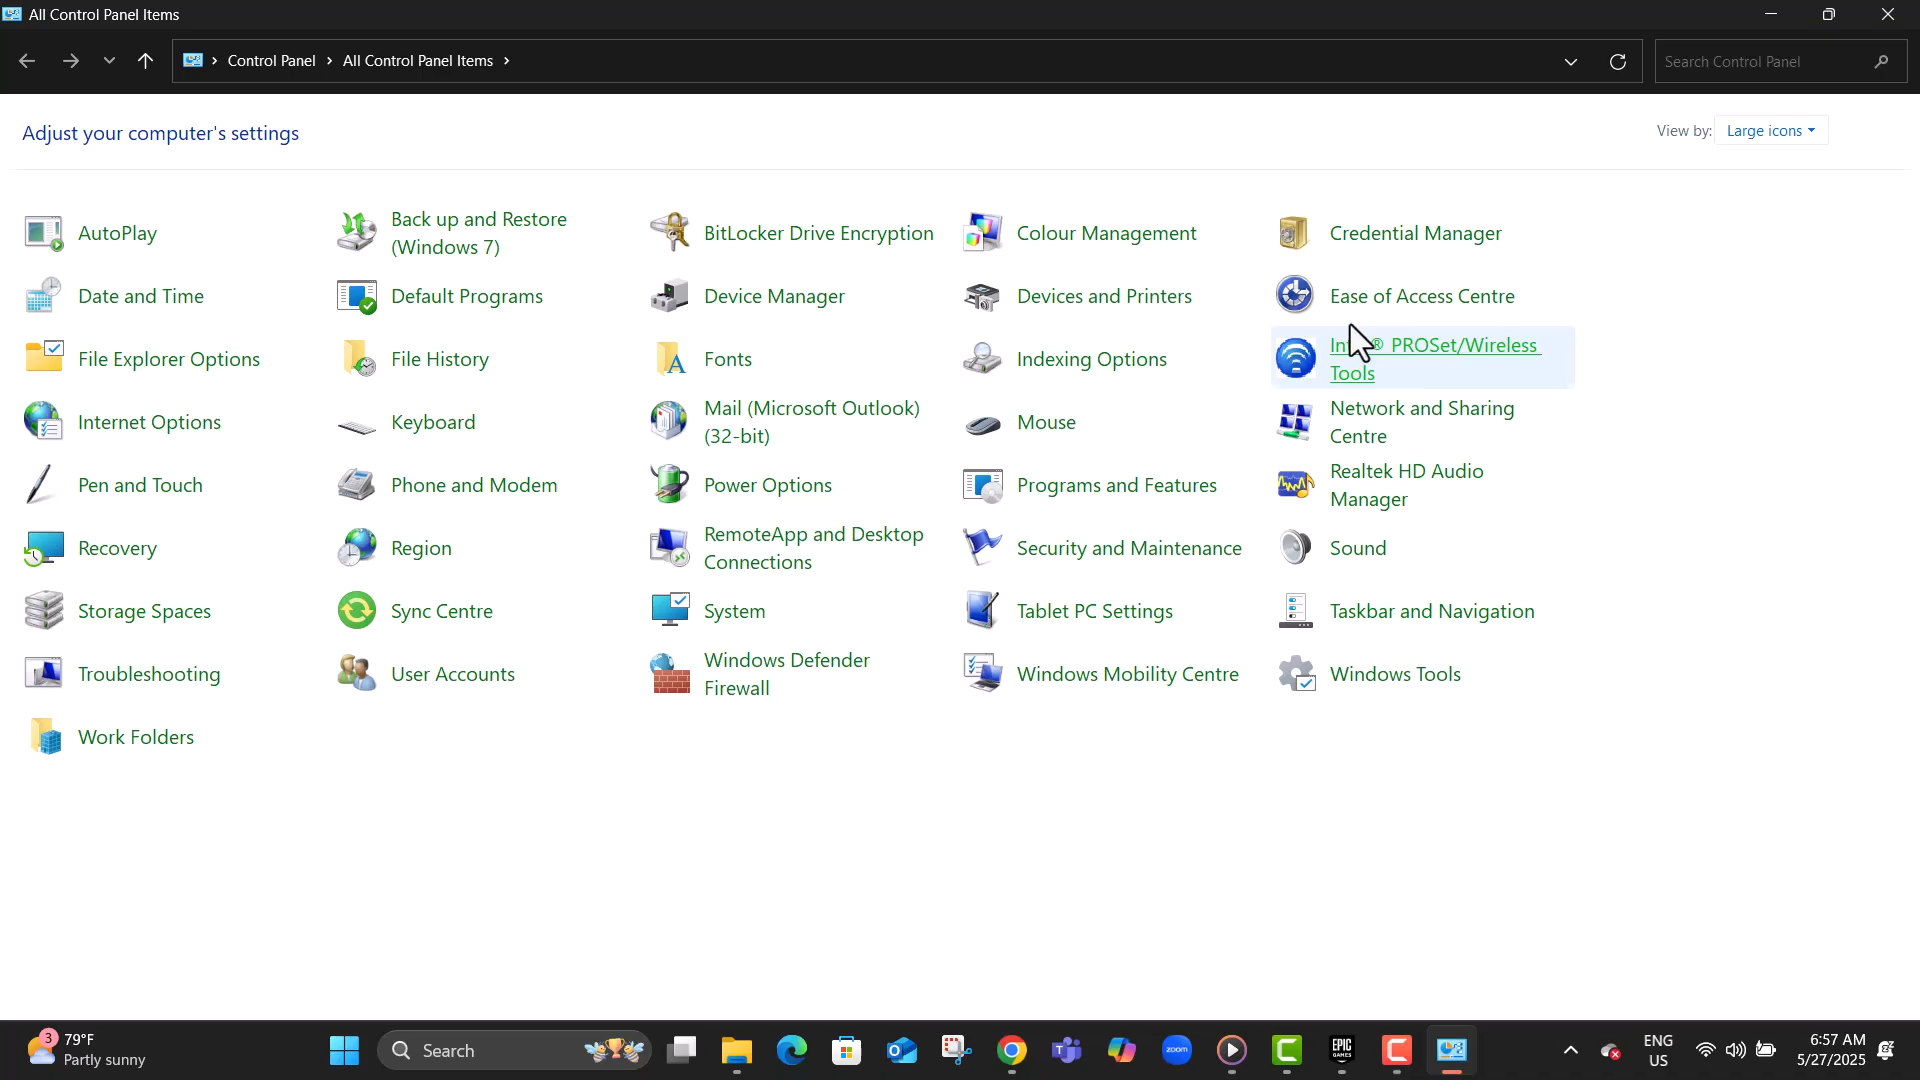 All Control Panel Items
Control Panel > All Control Panel Items >
Search Control Panel
Adjust your computer's settings
View by: Large icons
AutoPlay
Back up and Restore
(Windows 7)
BitLocker Drive Encryption
Colour Management
Credential Manager
Date and Time
Default Programs
Device Manager
Devices and Printers
Ease of Access Centre
File Explorer Options
File History
Fonts
Indexing Options
® PROSet/Wireless
Tools
Internet Options
Keyboard
Mail (Microsoft Outlook)
(32-bit)
Mouse
Network and Sharing
Centre
Pen and Touch
Phone and Modem
Power Options
Programs and Features
Realtek HD Audio
Manager
Recovery
Region
RemoteApp and Desktop
Connections
Security and Maintenance
Sound
Storage Spaces
Sync Centre
System
Tablet PC Settings
Taskbar and Navigation
Troubleshooting
User Accounts
Windows Defender
Firewall
Windows Mobility Centre
Windows Tools
Work Folders
3
79°F
Partly sunny
Search
zoom
EPIC
GAMES
ENG
US
6:57 AM
5/27/2025